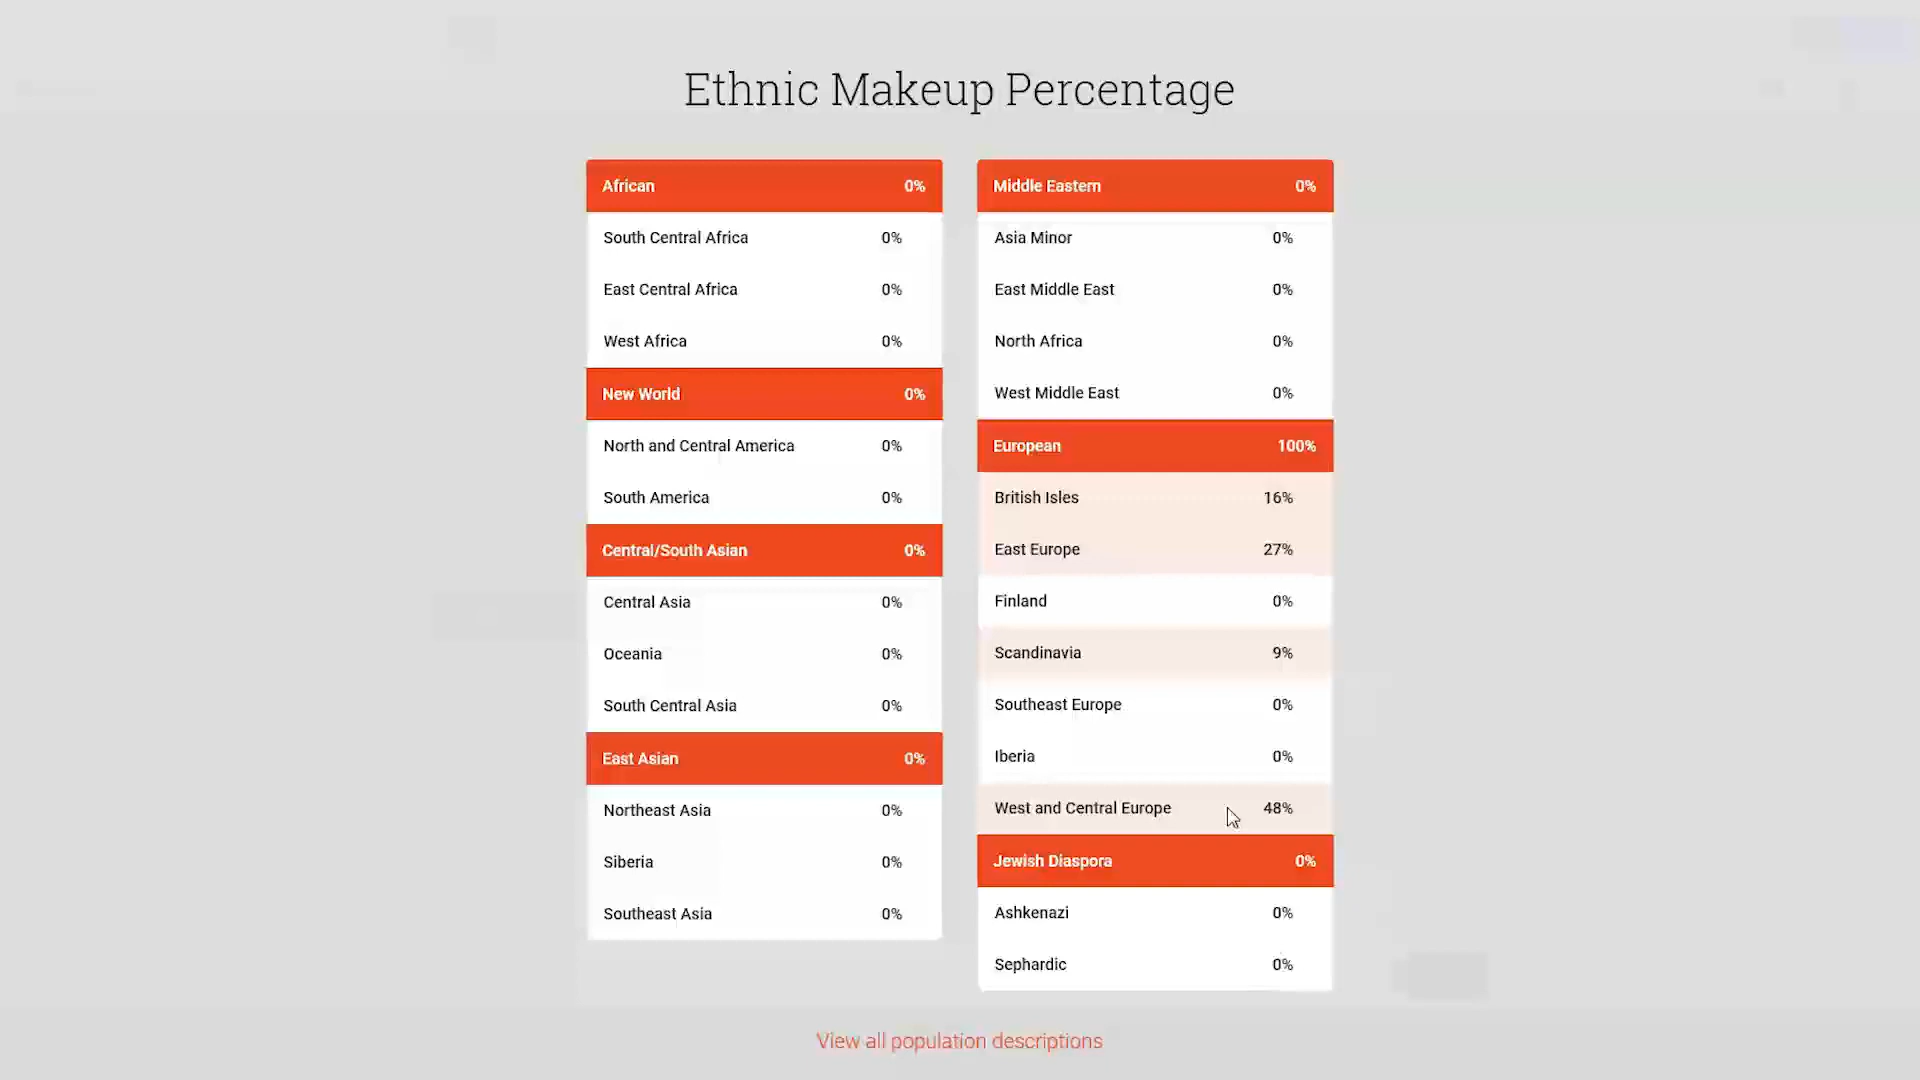 Ethnic Makeup Percentage
African 0%
South Central Africa 0%
East Central Africa 0%
West Africa 0%
New World 0%
North and Central America 0%
South America 0%
Central/South Asian 0%
Central Asia 0%
Oceania 0%
South Central Asia 0%
East Asian 0%
Northeast Asia 0%
Siberia 0%
Southeast Asia 0%
Middle Eastern 0%
Asia Minor 0%
East Middle East 0%
North Africa 0%
West Middle East 0%
European 100%
British Isles 16%
East Europe 27%
Finland 0%
Scandinavia 9%
Southeast Europe 0%
Iberia 0%
West and Central Europe 48%
Jewish Diaspora 0%
Ashkenazi 0%
Sephardic 0%
View all population descriptions